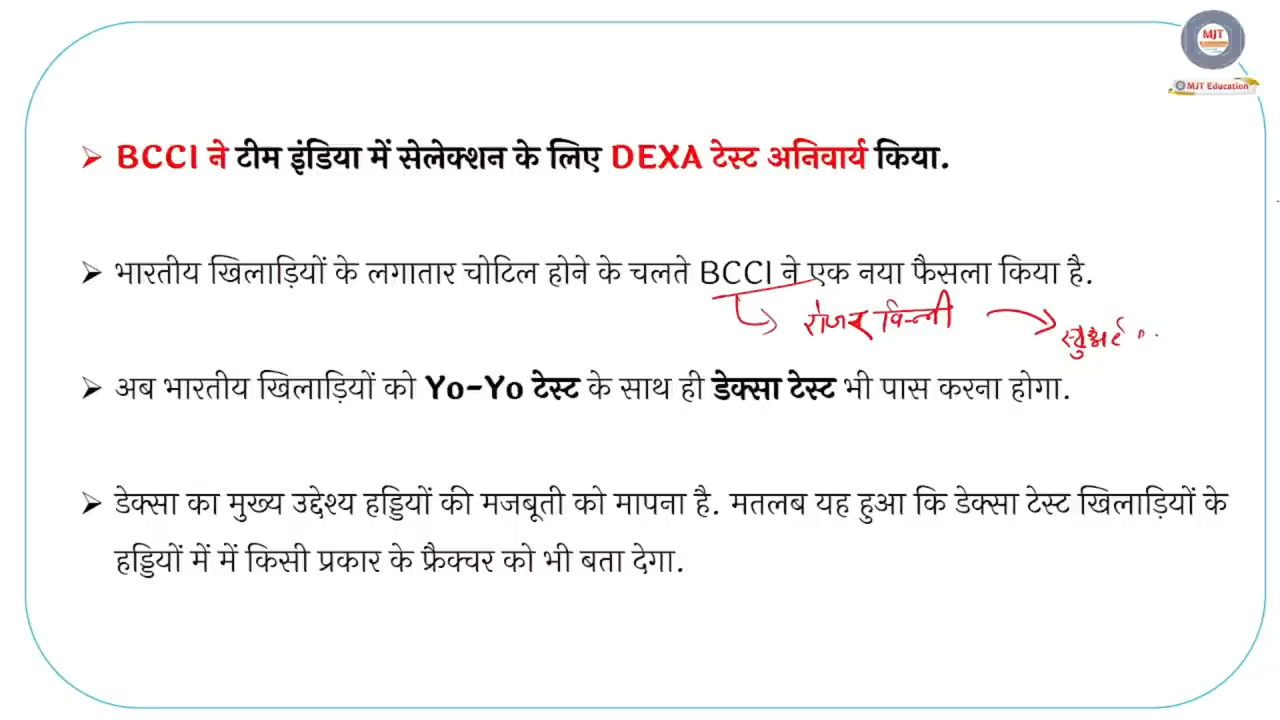 MJT
MJT Education
➢ BCCI ने टीम इंडिया में सेलेक्शन के लिए DEXA टेस्ट अनिवार्य किया.
➢ भारतीय खिलाड़ियों के लगातार चोटिल होने के चलते BCCI ने एक नया फैसला किया है.
रोजर बिन्नी
➢ अब भारतीय खिलाड़ियों को Yo-Yo टेस्ट के साथ ही डेक्सा टेस्ट भी पास करना होगा.
➢ डेक्सा का मुख्य उद्देश्य हड्डियों की मजबूती को मापना है. मतलब यह हुआ कि डेक्सा टेस्ट खिलाड़ियों के
हड्डियों में में किसी प्रकार के फ्रैक्चर को भी बता देगा.